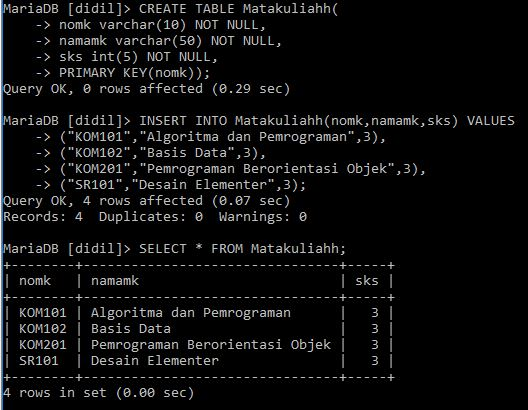 MariaDB [didil]> CREATE TABLE Matakuliahh(
    -> nomk varchar(10) NOT NULL,
    -> namamk varchar(50) NOT NULL,
    -> sks int(5) NOT NULL,
    -> PRIMARY KEY(nomk));
Query OK, 0 rows affected (0.29 sec)

MariaDB [didil]> INSERT INTO Matakuliahh(nomk,namamk,sks) VALUES
    -> ("KOM101","Algoritma dan Pemrograman",3),
    -> ("KOM102","Basis Data",3),
    -> ("KOM201","Pemrograman Berorientasi Objek",3),
    -> ("SR101","Desain Elementer",3);
Query OK, 4 rows affected (0.07 sec)
Records: 4  Duplicates: 0  Warnings: 0

MariaDB [didil]> SELECT * FROM Matakuliahh;
+--------+--------------------------------+-----+
| nomk   | namamk                         | sks |
+--------+--------------------------------+-----+
| KOM101 | Algoritma dan Pemrograman      |   3 |
| KOM102 | Basis Data                     |   3 |
| KOM201 | Pemrograman Berorientasi Objek |   3 |
| SR101  | Desain Elementer               |   3 |
+--------+--------------------------------+-----+
4 rows in set (0.00 sec)